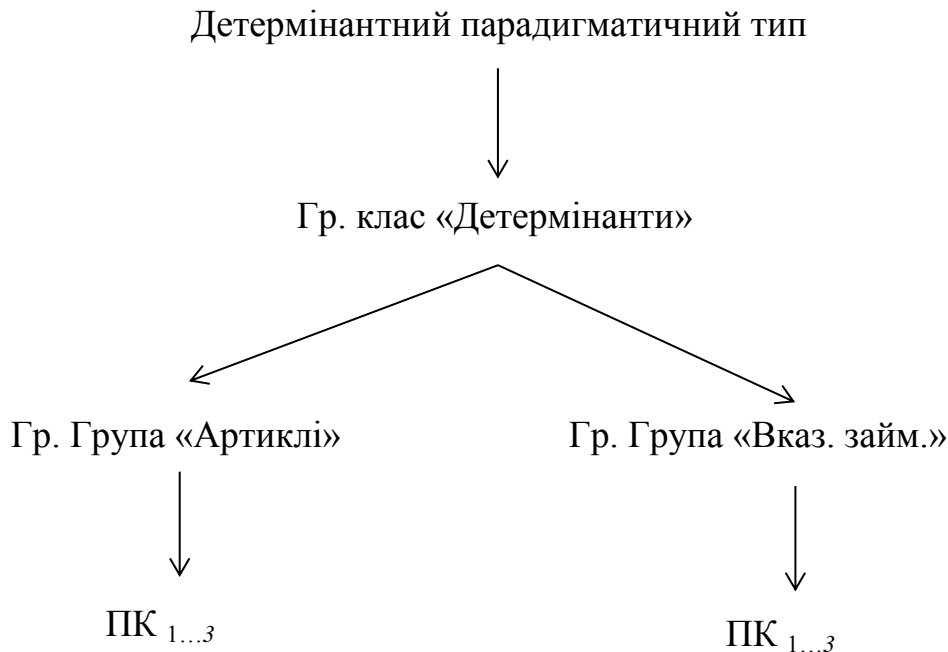 Детермінантний парадигматичний тип
Гр. клас «Детермінанти»
Гр. Група «Артиклі»
Гр. Група «Вказ. займ.»
ПК 1…3
ПК 1…3